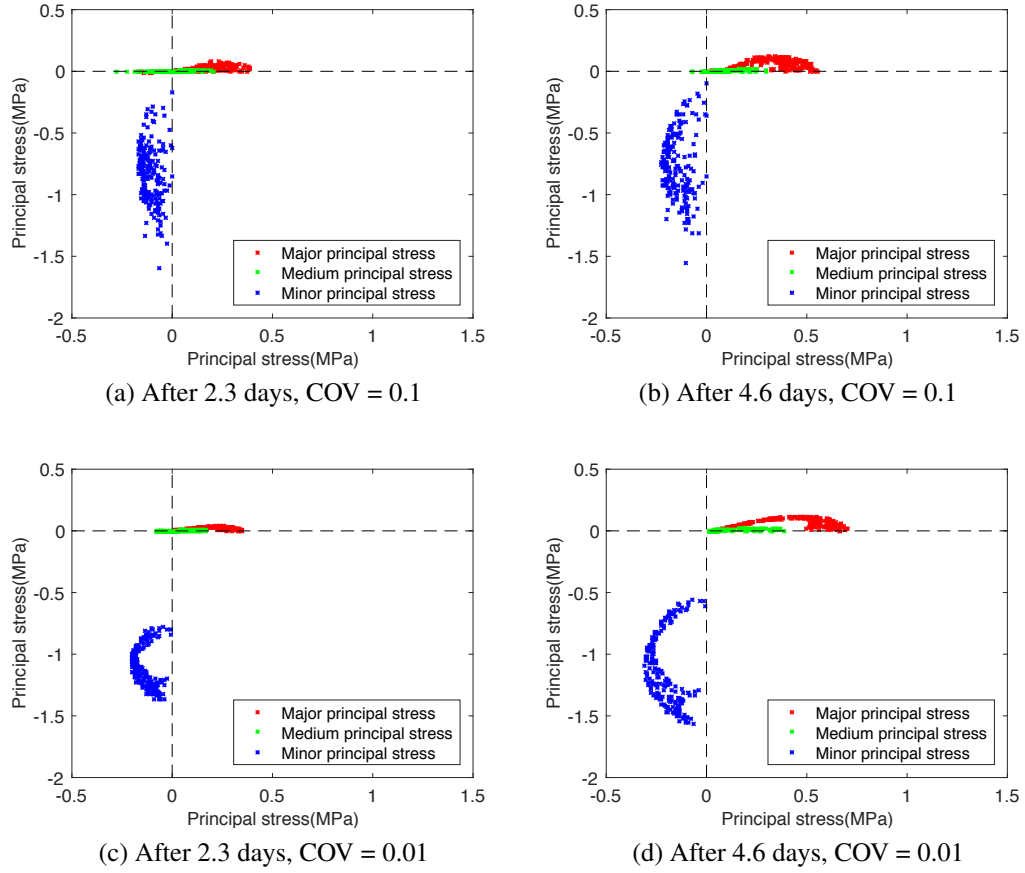 0.5
0
-0.5
-1
-1.5
-2
Principal stress(MPa)
Major principal stress
Medium principal stress
Minor principal stress
-0.5 0 0.5 1 1.5
Principal stress(MPa)
(a) After 2.3 days, COV = 0.1
0.5
0
-0.5
-1
-1.5
-2
Principal stress(MPa)
Major principal stress
Medium principal stress
Minor principal stress
-0.5 0 0.5 1 1.5
Principal stress(MPa)
(b) After 4.6 days, COV = 0.1
0.5
0
-0.5
-1
-1.5
-2
Principal stress(MPa)
Major principal stress
Medium principal stress
Minor principal stress
-0.5 0 0.5 1 1.5
Principal stress(MPa)
(c) After 2.3 days, COV = 0.01
0.5
0
-0.5
-1
-1.5
-2
Principal stress(MPa)
Major principal stress
Medium principal stress
Minor principal stress
-0.5 0 0.5 1 1.5
Principal stress(MPa)
(d) After 4.6 days, COV = 0.01